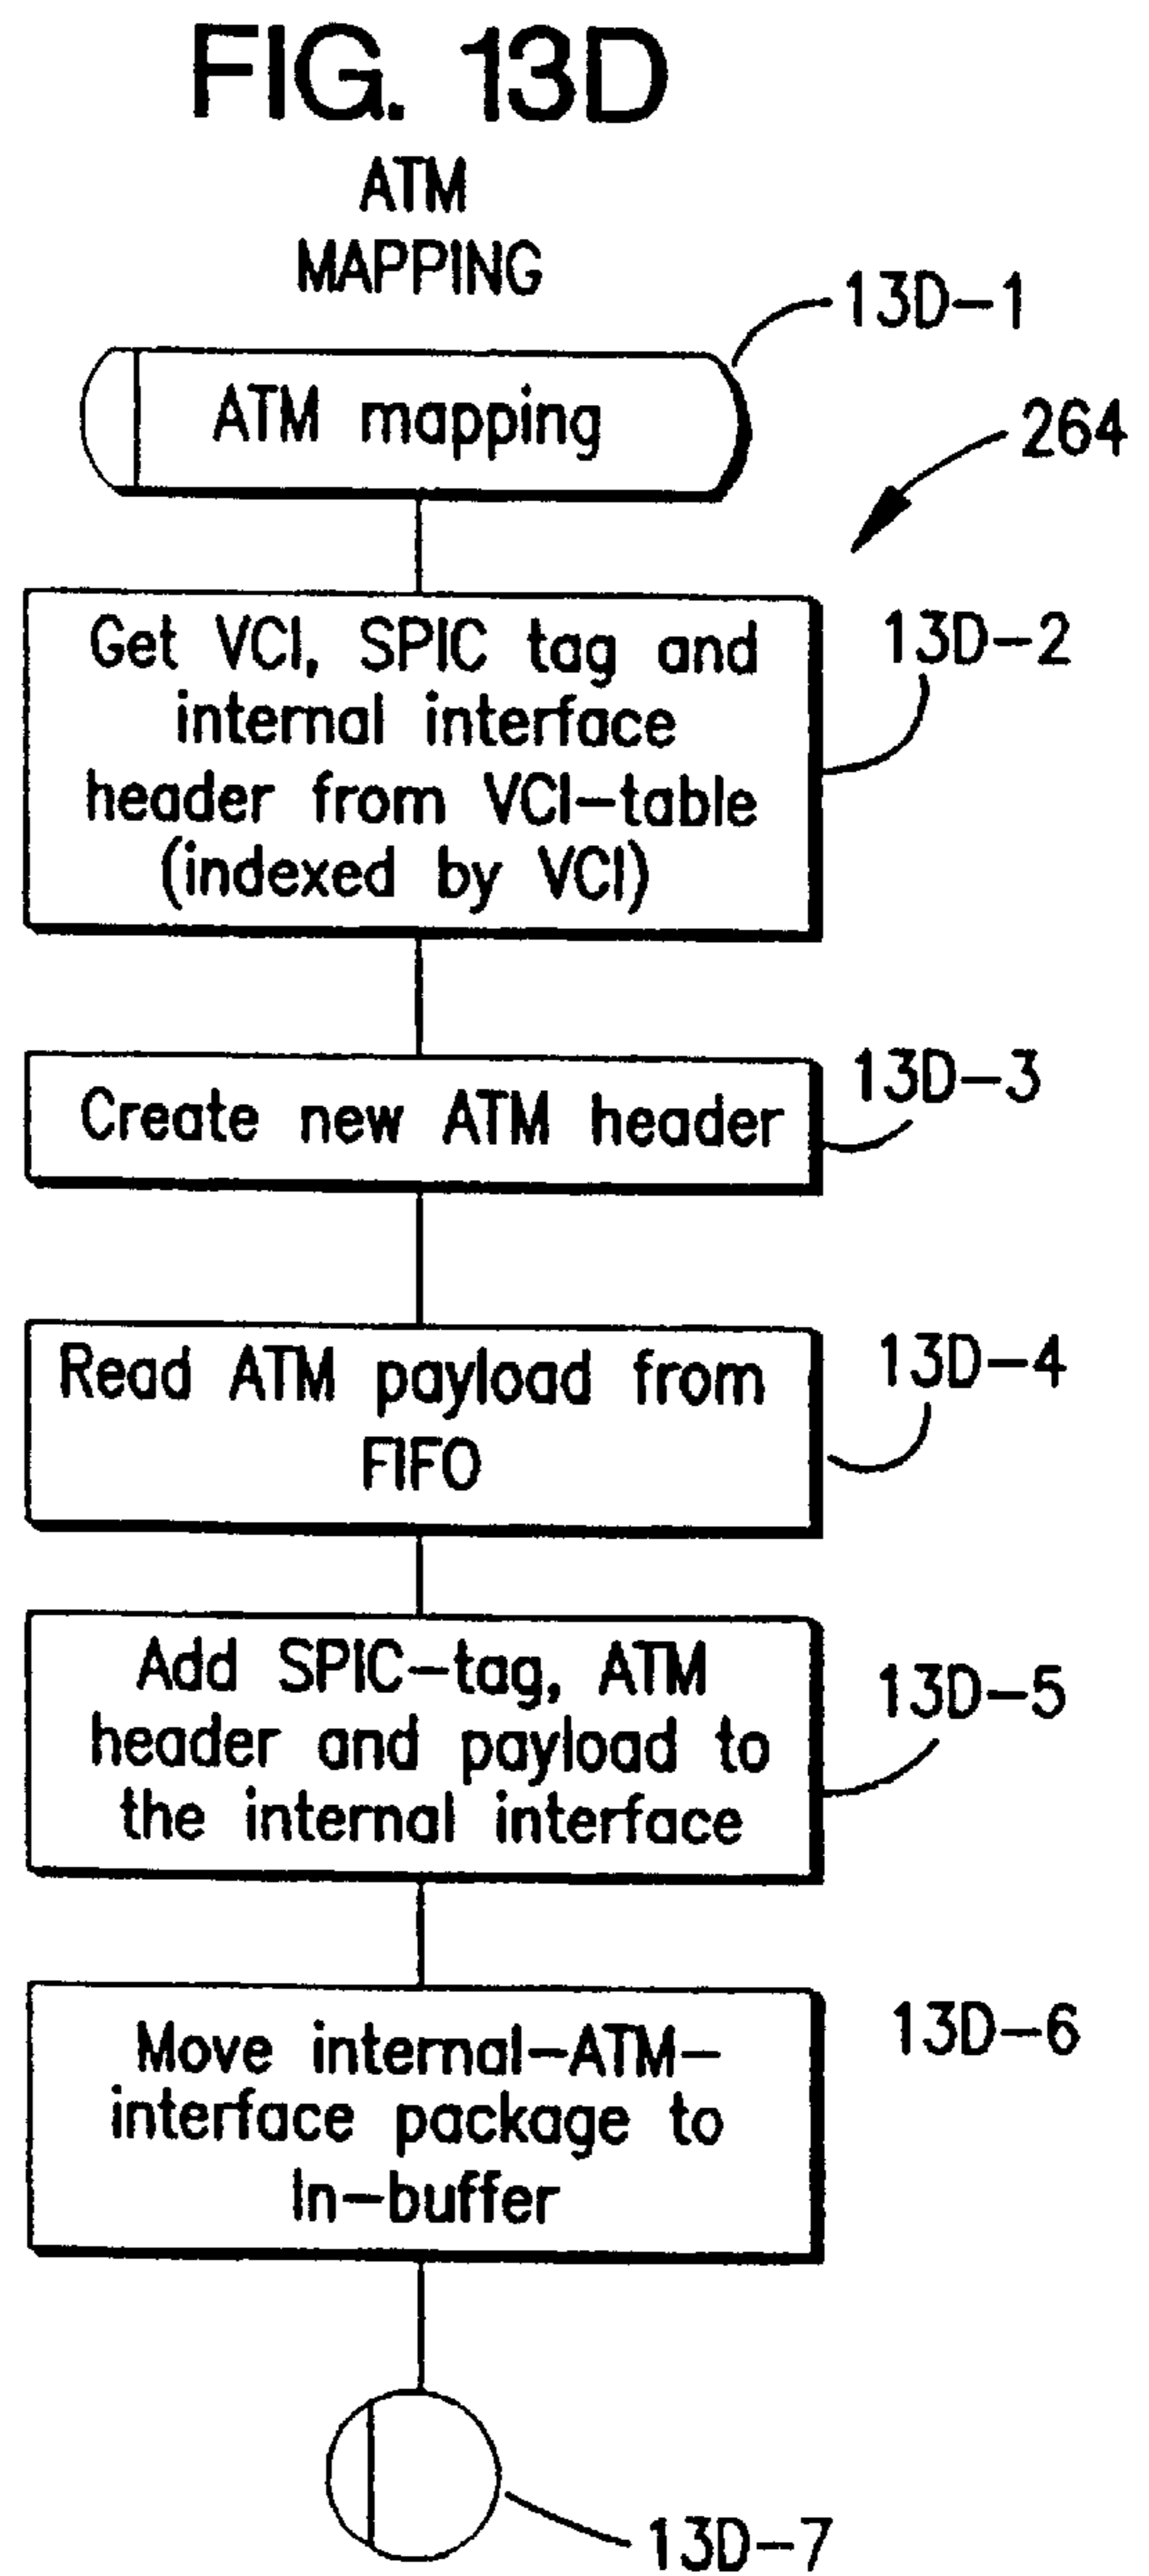 FIG. 13D
ATM
MAPPING
13D-1
ATM mapping
264
Get VCI, SPIC tag and
internal interface
header from VCI-table
(indexed by VCI)
13D-2
Create new ATM header
13D-3
Read ATM payload from
FIFO
13D-4
Add SPIC-tag, ATM
header and payload to
the internal interface
13D-5
Move internal-ATM-
interface package to
In-buffer
13D-6
13D-7